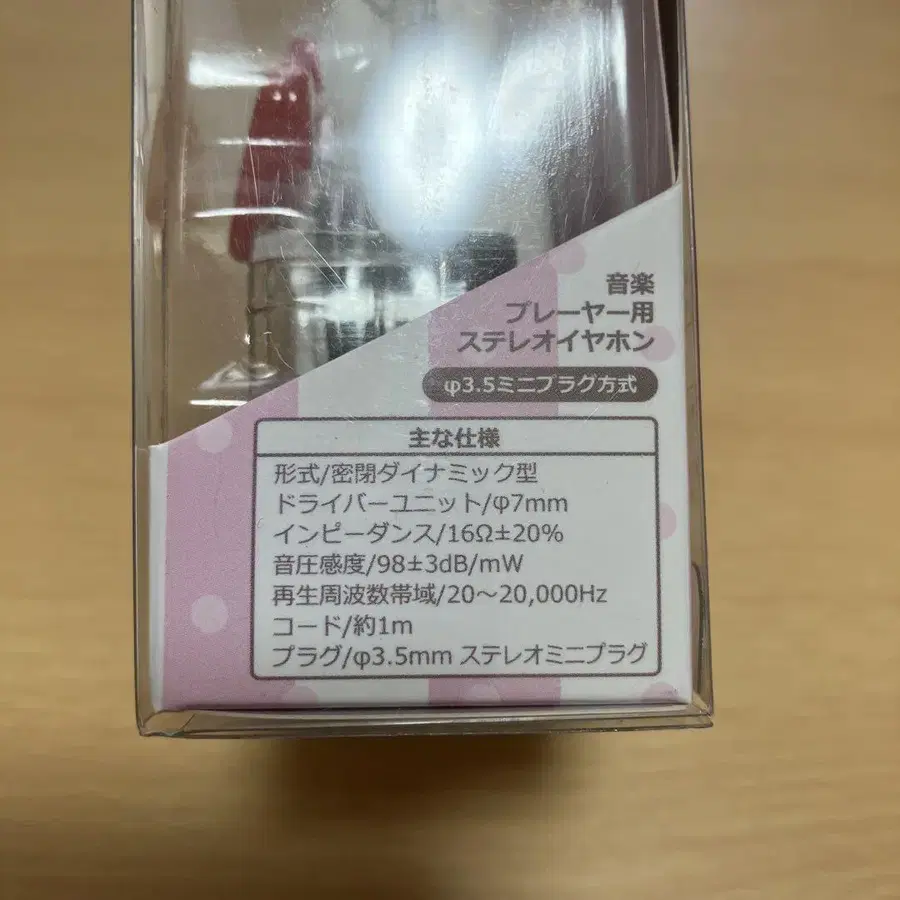 音楽
プレーヤー用
ステレオイヤホン
φ3.5ミニプラグ方式
主な仕様
形式/密閉ダイナミック型
ドライバーユニット/φ7mm
インピーダンス/16Ω±20%
音圧感度/98±3dB/mW
再生周波数帯域/20～20,000Hz
コード/約1m
プラグ/φ3.5mm ステレオミニプラグ